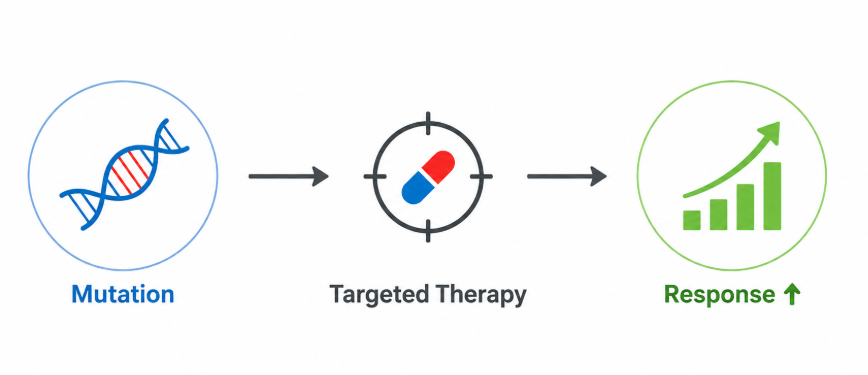 Mutation
Targeted Therapy
Response ↑